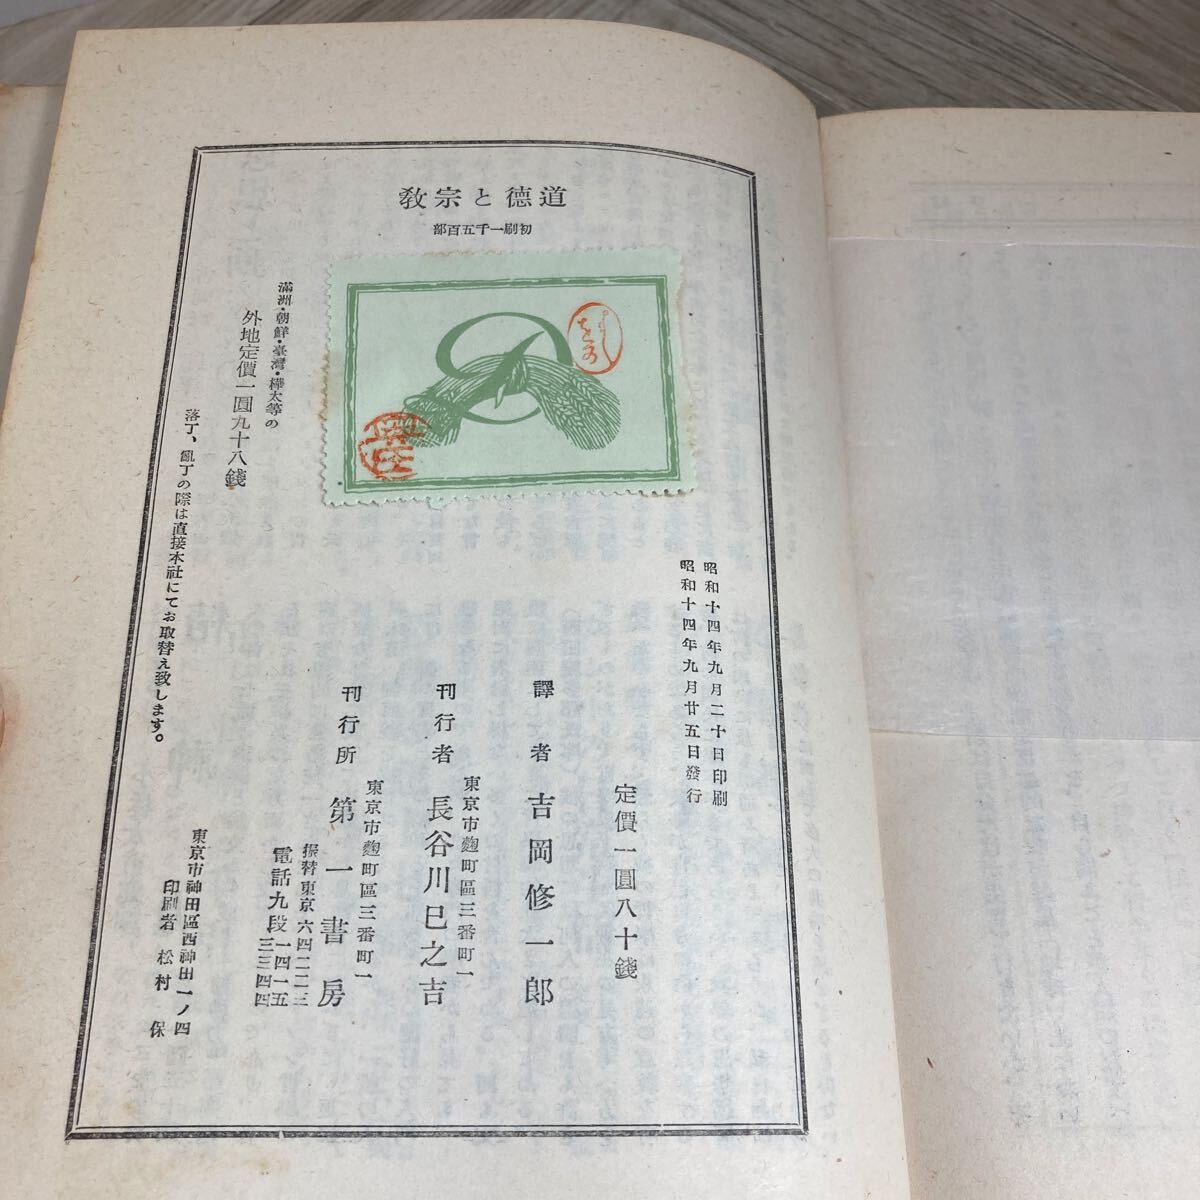 道德と宗敎
初刷一千五百部
昭和十四年九月二十日印刷
昭和十四年九月廿五日發行
定價一圓八十錢
譯者 吉岡修一郎
東京市麴町區三番町一
刊行者 長谷川巳之吉
東京市麴町區三番町一
刊行所 第一書房
振替東京六四二二三
電話九段
一四一五
三三四四
滿洲・朝鮮・臺灣・樺太等の
外地定價一圓九十八錢
落丁、亂丁の際は直接本社にてお取替え致します。
東京市神田區西神田一ノ四
印刷者 松村保